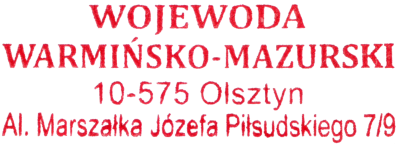 WOJEWODA
WARMIŃSKO-MAZURSKI
10-575 Olsztyn
Al. Marszałka Józefa Piłsudskiego 7/9